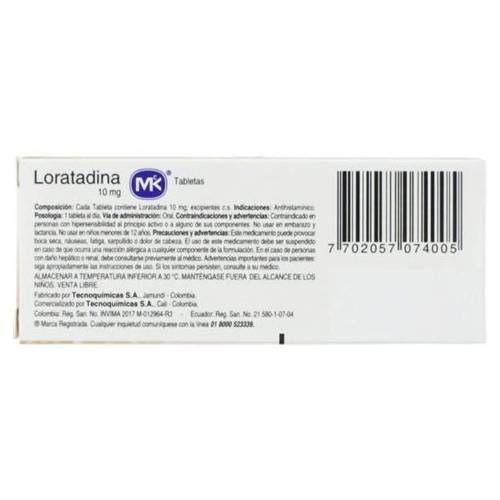 Loratadina MK® Tabletas
10 mg
Composición: Cada Tableta contiene Loratadina 10 mg; excipientes c.s. Indicaciones: Antihistamínico.
Posología: 1 tableta al día. Vía de administración: Oral. Contraindicaciones y advertencias: Contraindicado en
personas con hipersensibilidad al principio activo o a alguno de sus componentes. No usar en embarazo y
lactancia. No usar en niños menores de 12 años. Precauciones y advertencias: Este medicamento puede provocar
boca seca, náuseas, fatiga, sarpullido o dolor de cabeza. El uso de este medicamento debe ser suspendido
en caso de que ocurra una reacción alérgica a cualquier componente de la formulación. En el caso de personas
con daño hepático o renal, debe consultarse previamente al médico. Advertencias importantes para los pacientes:
siga apropiadamente las instrucciones de uso. Si los síntomas persisten, consulte a su médico.
ALMACENAR A TEMPERATURA INFERIOR A 30°C. MANTÉNGASE FUERA DEL ALCANCE DE LOS
NIÑOS. VENTA LIBRE.
Fabricado por Tecnoquímicas S.A., Jamundí - Colombia.
Comercializado por Tecnoquímicas S.A., Cali - Colombia.
Colombia: Reg. San. No. INVIMA 2017 M-012964-R3 - Ecuador: Reg. San. No. 21.580-1-07-04
® Marca Registrada. Cualquier inquietud comuníquese con la línea 01 8000 523339.
7 702057 074005